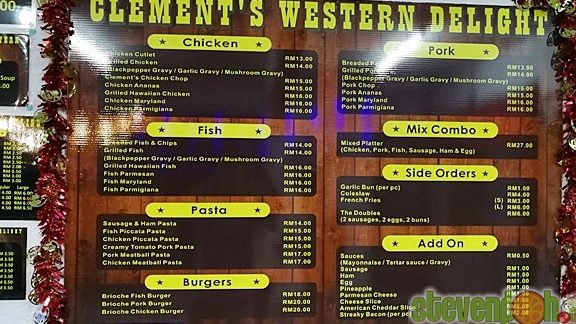 CLEMENT'S WESTERN DELIGHT
Chicken
Chicken Cutlet RM13.00
Grilled Chicken RM14.00
(Blackpepper Gravy / Garlic Gravy / Mushroom Gravy)
Clement's Chicken Chop RM15.00
Chicken Ananas RM15.00
Grilled Hawaiian Chicken RM16.00
Chicken Maryland RM16.00
Chicken Parmigiana RM16.00
Fish
Breaded Fish & Chips RM14.00
Grilled Fish RM14.00
(Blackpepper Gravy / Garlic Gravy / Mushroom Gravy)
Grilled Hawaiian Fish RM16.00
Fish Parmesan RM16.00
Fish Maryland RM16.00
Fish Parmigiana RM16.00
Pasta
Sausage & Ham Pasta RM14.00
Fish Piccata Pasta RM15.00
Chicken Piccata Pasta RM15.00
Creamy Tomato Pork Pasta RM16.00
Pork Meatball Pasta RM17.00
Chicken Meatball Pasta RM17.00
Burgers
Brioche Fish Burger RM18.00
Brioche Pork Burger RM20.00
Brioche Chicken Burger RM20.00
Pork
Breaded RM13.00
Grilled RM14.00
(Blackpepper Gravy / Garlic Gravy / Mushroom Gravy)
Pork Chop RM15.00
Pork Ananas RM15.00
Pork Maryland RM16.00
Pork Parmigiana RM16.00
Mix Combo
Mixed Platter RM27.00
(Chicken, Pork, Fish, Sausage, Ham & Egg)
Side Orders
Garlic Bun (per pc) RM1.00
Coleslaw RM3.00
French Fries (S) RM3.00
(L) RM6.00
The Doubles RM6.00
(2 sausages, 2 eggs, 2 buns)
Add On
Sauces RM0.50
(Mayonnaise / Tartar sauce / Gravy)
Sausage RM1.00
Ham RM1.00
Egg
Pineapple
Parmesan Cheese
Cheese Slice
American Cheddar Slice
Streaky Bacon (per
Soup